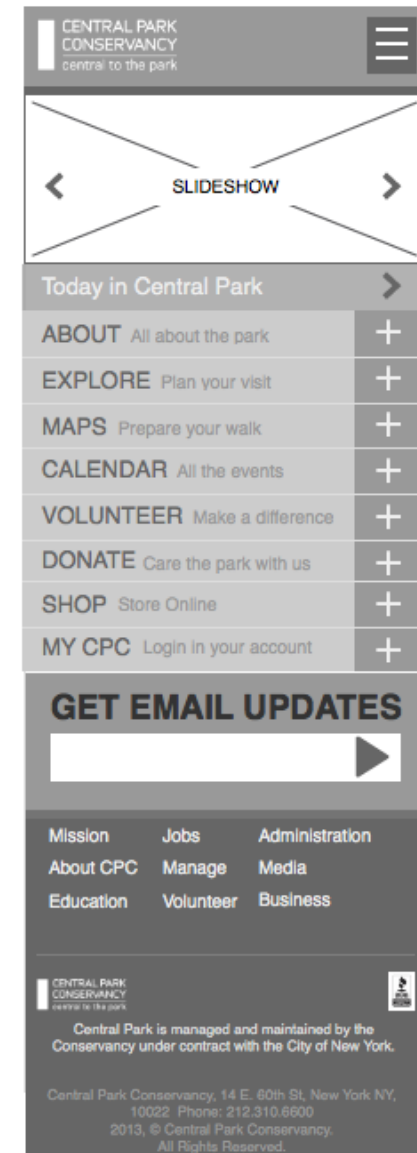 CENTRAL PARK
CONSERVANCY
central to the park
SLIDESHOW
Today in Central Park
ABOUT All about the park
EXPLORE Plan your visit
MAPS Prepare your walk
CALENDAR All the events
VOLUNTEER Make a difference
DONATE Care the park with us
SHOP Store Online
MY CPC Login in your account
GET EMAIL UPDATES
Mission Jobs Administration
About CPC Manage Media
Education Volunteer Business
CENTRAL PARK
CONSERVANCY
central to the park
Central Park is managed and maintained by the
Conservancy under contract with the City of New York.
Central Park Conservancy, 14 E. 60th St, New York NY,
10022 Phone: 212.310.6600
2013, © Central Park Conservancy.
All Rights Reserved.